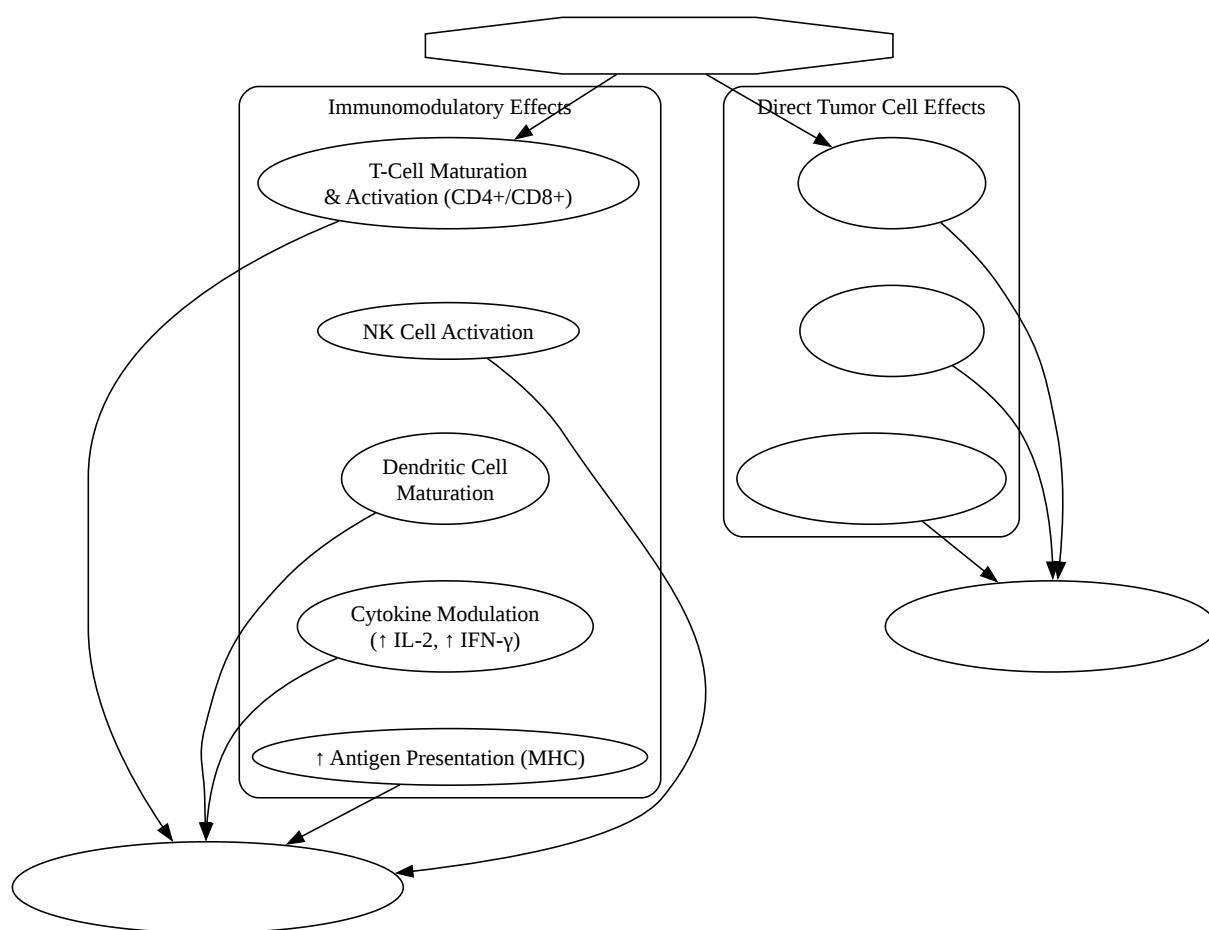 Immunomodulatory Effects
Direct Tumor Cell Effects
T-Cell Maturation
& Activation (CD4+/CD8+)
NK Cell Activation
Dendritic Cell
Maturation
Cytokine Modulation
(↑ IL-2, ↑ IFN-γ)
↑ Antigen Presentation (MHC)